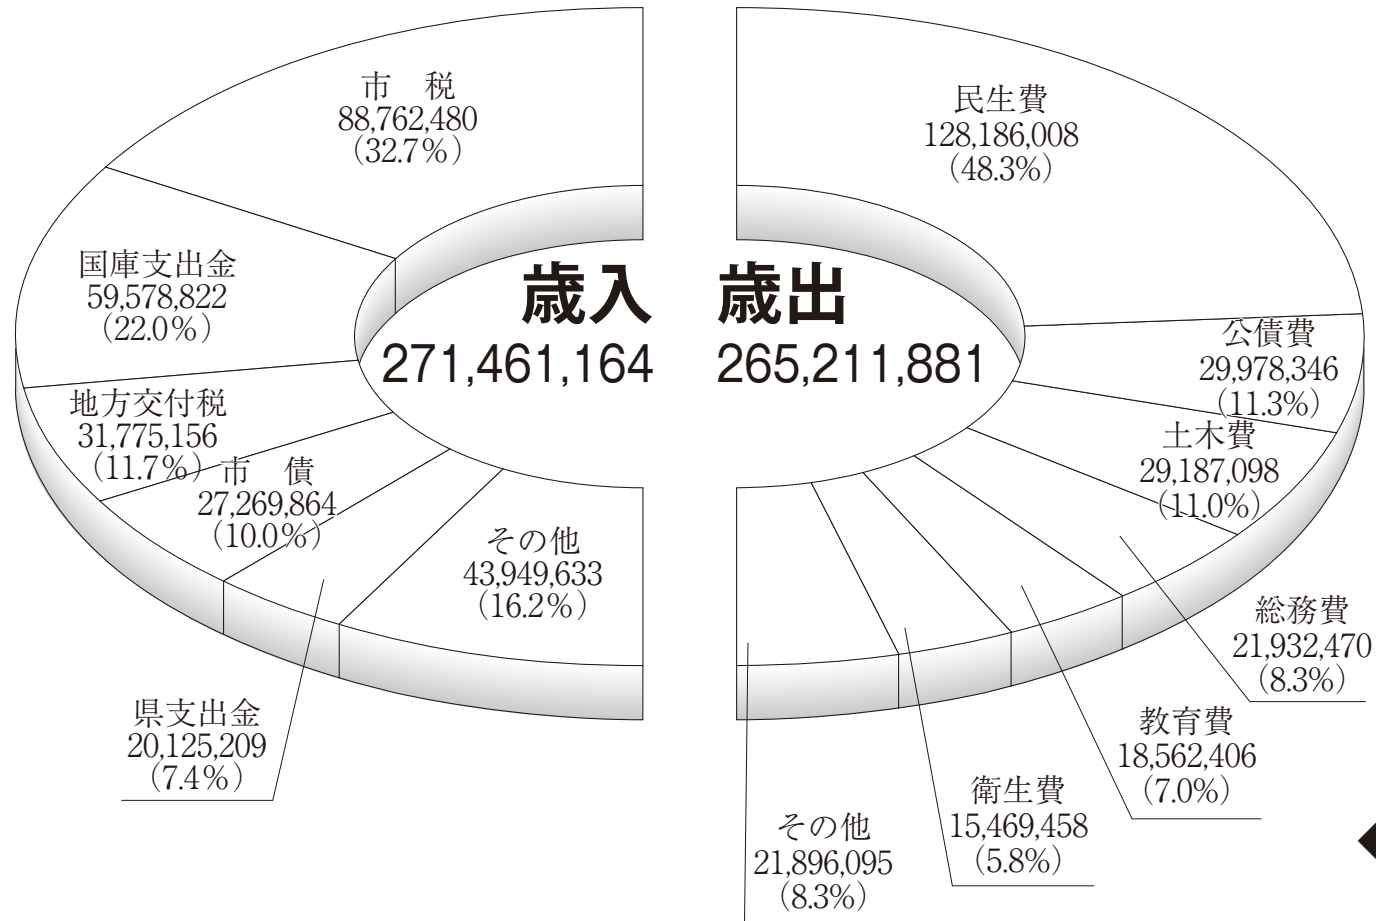 市　税
88,762,480
（32.7％）
国庫支出金
59,578,822
（22.0％）
地方交付税
31,775,156
（11.7％）
市　債
27,269,864
（10.0％）
県支出金
20,125,209
（7.4％）
その他
43,949,633
（16.2％）
歳入
271,461,164
歳出
265,211,881
民生費
128,186,008
（48.3％）
公債費
29,978,346
（11.3％）
土木費
29,187,098
（11.0％）
総務費
21,932,470
（8.3％）
教育費
18,562,406
（7.0％）
衛生費
15,469,458
（5.8％）
その他
21,896,095
（8.3％）